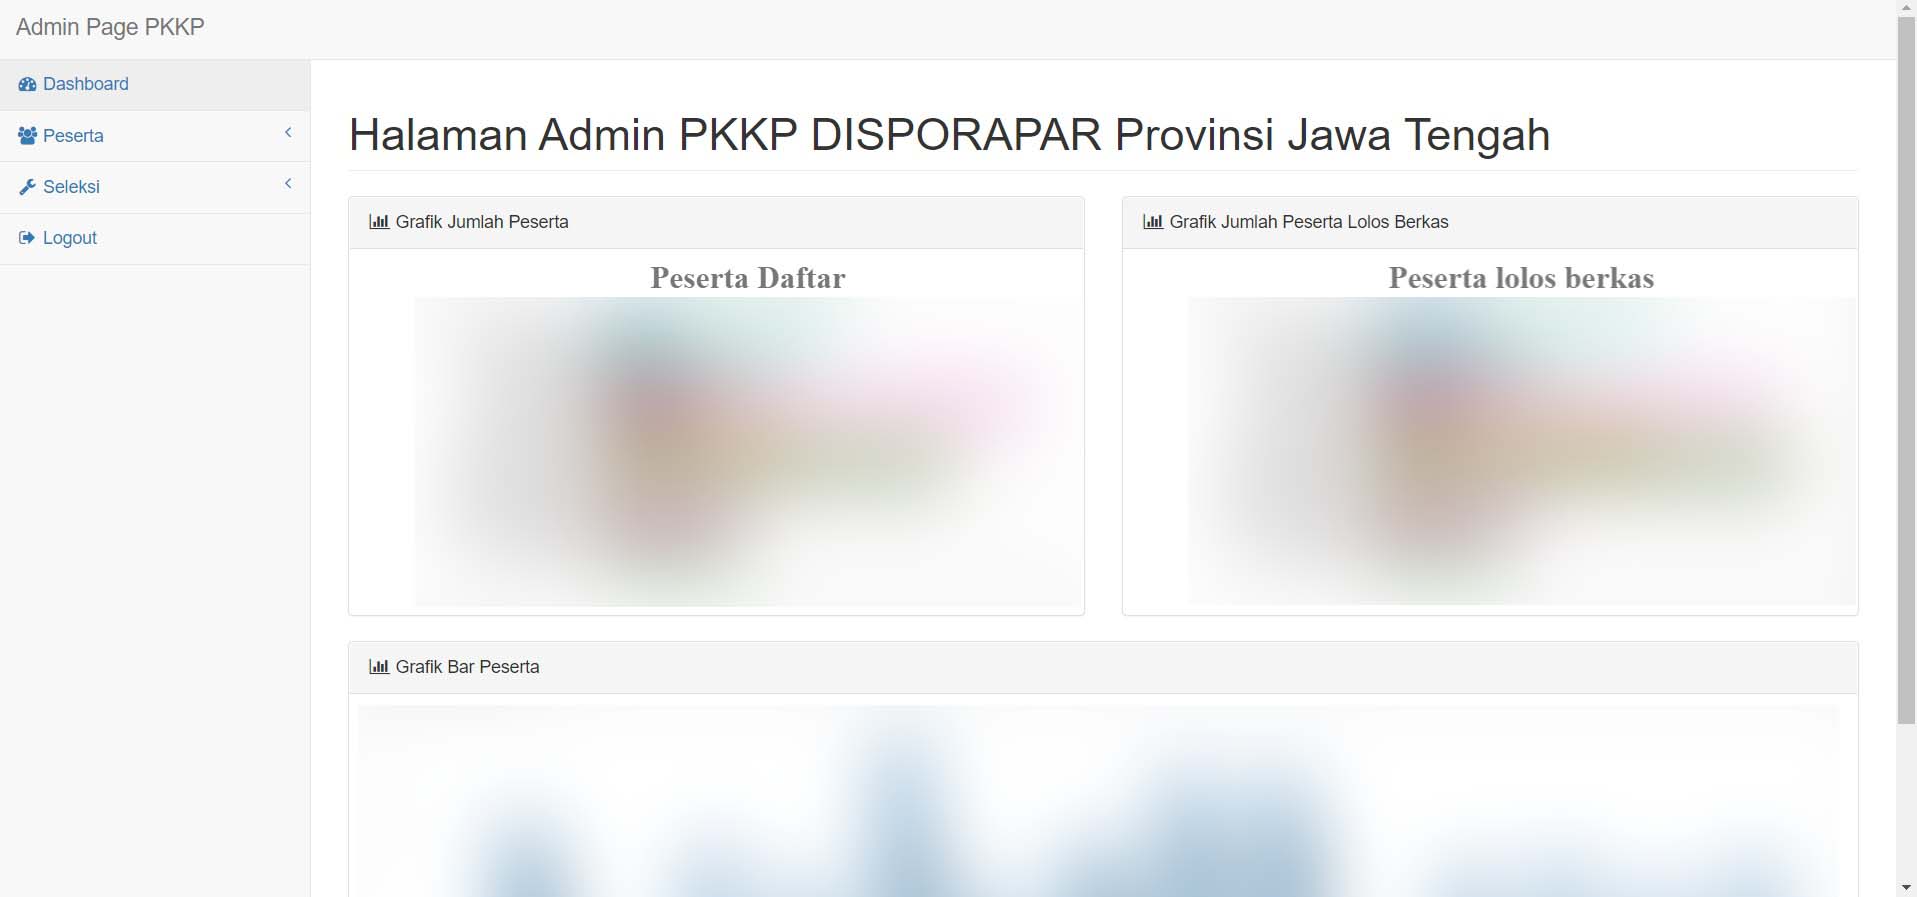 Admin Page PKKP
Dashboard
Peserta
Seleksi
Logout
Halaman Admin PKKP DISPORAPAR Provinsi Jawa Tengah
Grafik Jumlah Peserta
Peserta Daftar
Grafik Jumlah Peserta Lolos Berkas
Peserta lolos berkas
Grafik Bar Peserta